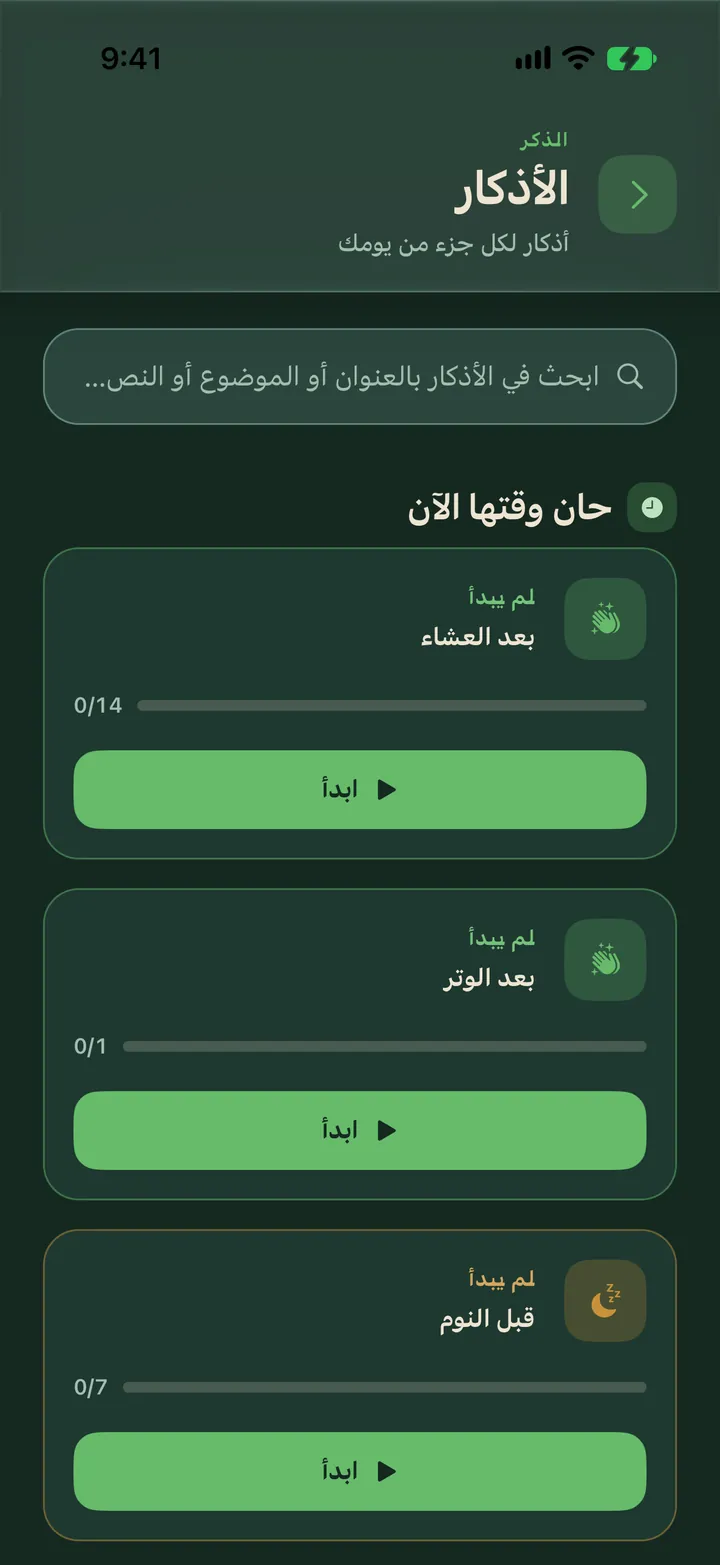 9:41
الذكر
الأذكار
أذكار لكل جزء من يومك
ابحث في الأذكار بالعنوان أو الموضوع أو النص...
حان وقتها الآن
لم يبدأ
بعد العشاء
0/14
ابدأ
لم يبدأ
بعد الوتر
0/1
ابدأ
لم يبدأ
قبل النوم
0/7
ابدأ